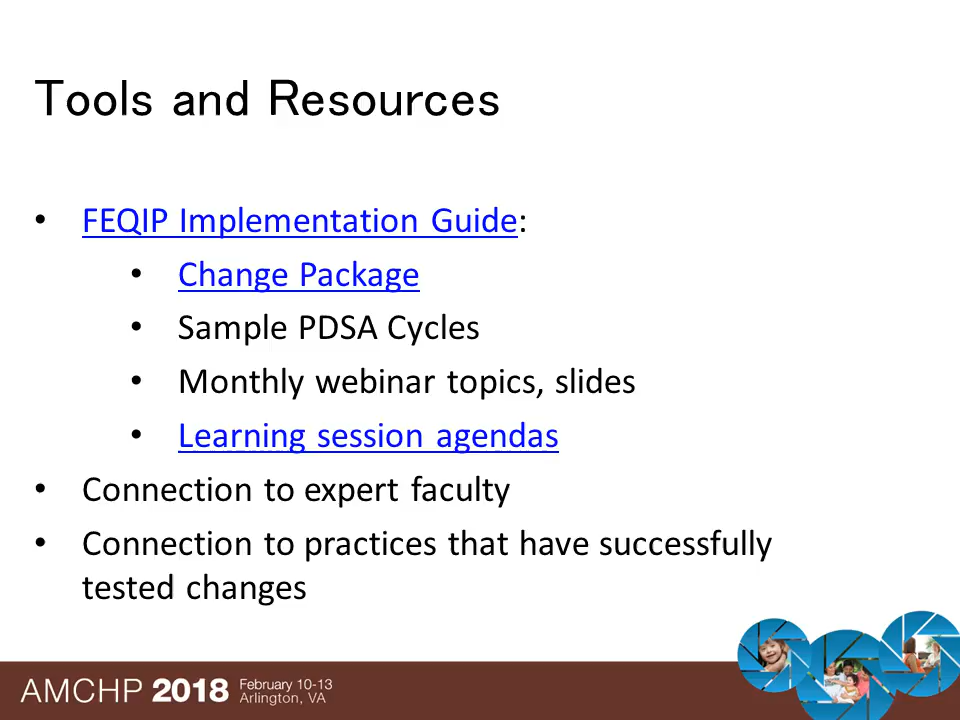 Tools and Resources
• FEQIP Implementation Guide:
• Change Package
• Sample PDSA Cycles
• Monthly webinar topics, slides
• Learning session agendas
• Connection to expert faculty
• Connection to practices that have successfully
tested changes
AMCHP 2018 February 10-13
Arlington, VA